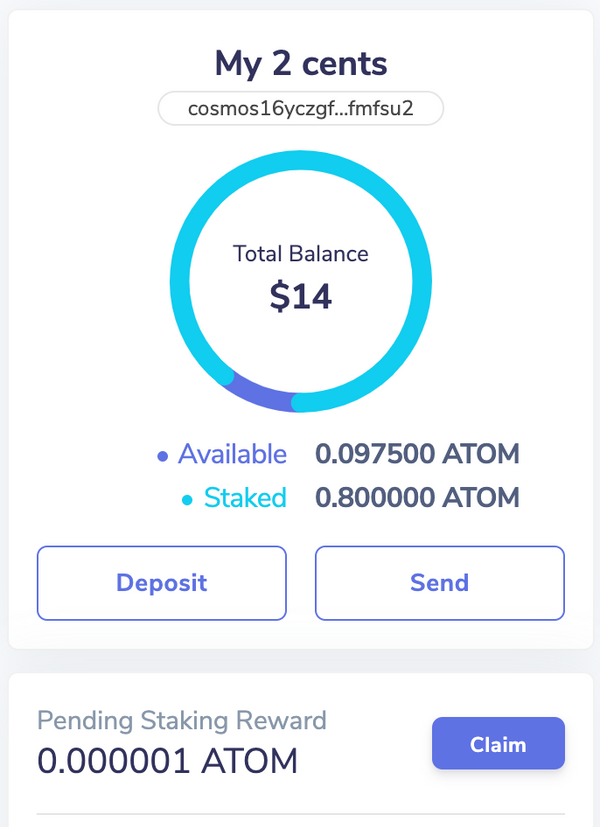 My 2 cents
cosmos16yczgf...fmfsu2
Total Balance
$14
Available 0.097500 ATOM
Staked 0.800000 ATOM
Deposit Send
Pending Staking Reward
0.000001 ATOM
Claim